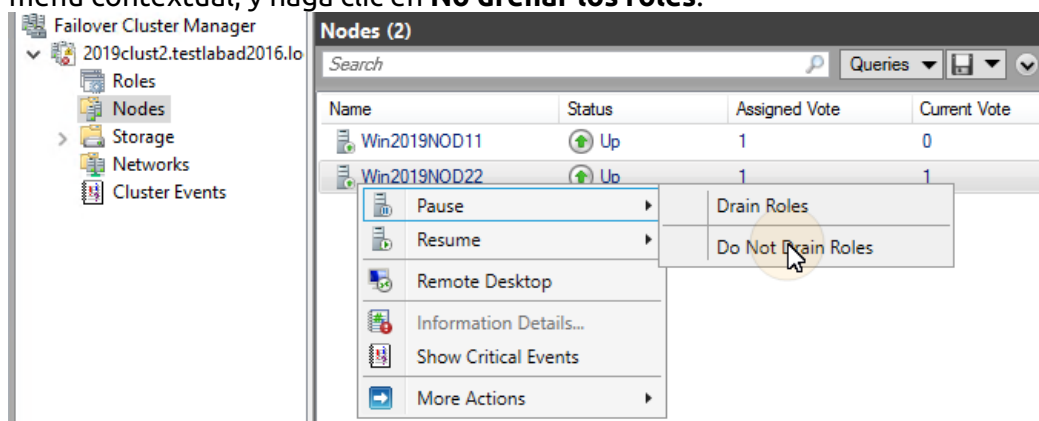 menú contextual, y haga clic en No drenar los roles.
Failover Cluster Manager
2019clust2.testlabad2016.lo
Roles
Nodes
Storage
Networks
Cluster Events
Nodes (2)
Search
Queries
Name Status Assigned Vote Current Vote
Win2019NOD11 Up 1 0
Win2019NOD22 Up 1 1
Pause
Resume
Remote Desktop
Information Details...
Show Critical Events
More Actions
Drain Roles
Do Not Drain Roles